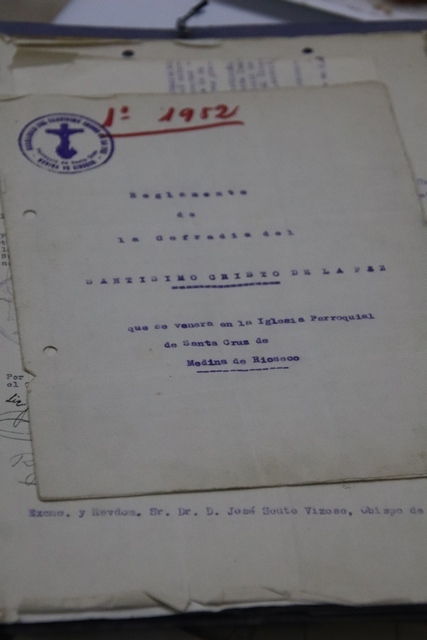 1º 1952
Reglamento
de
la Cofradia del
SANTISIMO CRISTO DE LA PAZ
que se venera en la Iglesia Parroquial
de Santa Cruz de
Medina de Rioseco
Excmo. y Revdmo. Sr. Dr. D. José Souto Vizoso, Obispo de